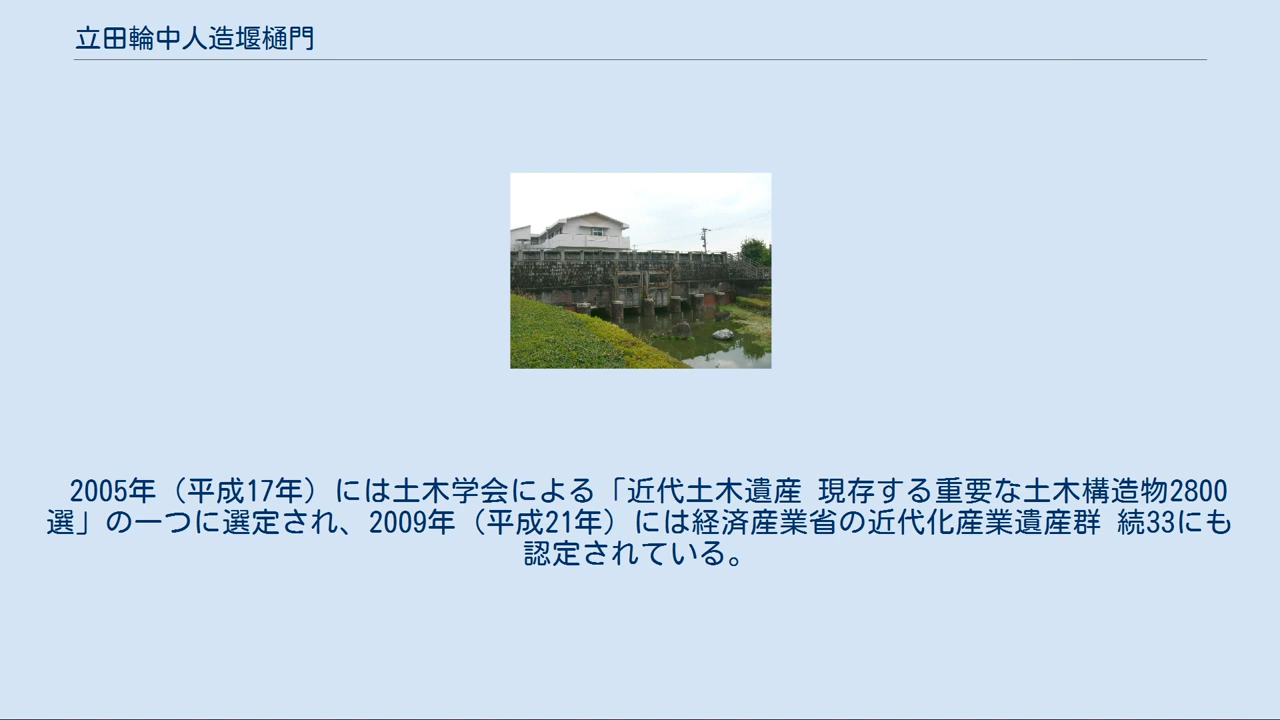 立田輪中人造堰樋門
2005年（平成17年）には土木学会による「近代土木遺産 現存する重要な土木構造物2800
選」の一つに選定され、2009年（平成21年）には経済産業省の近代化産業遺産群 続33にも
認定されている。